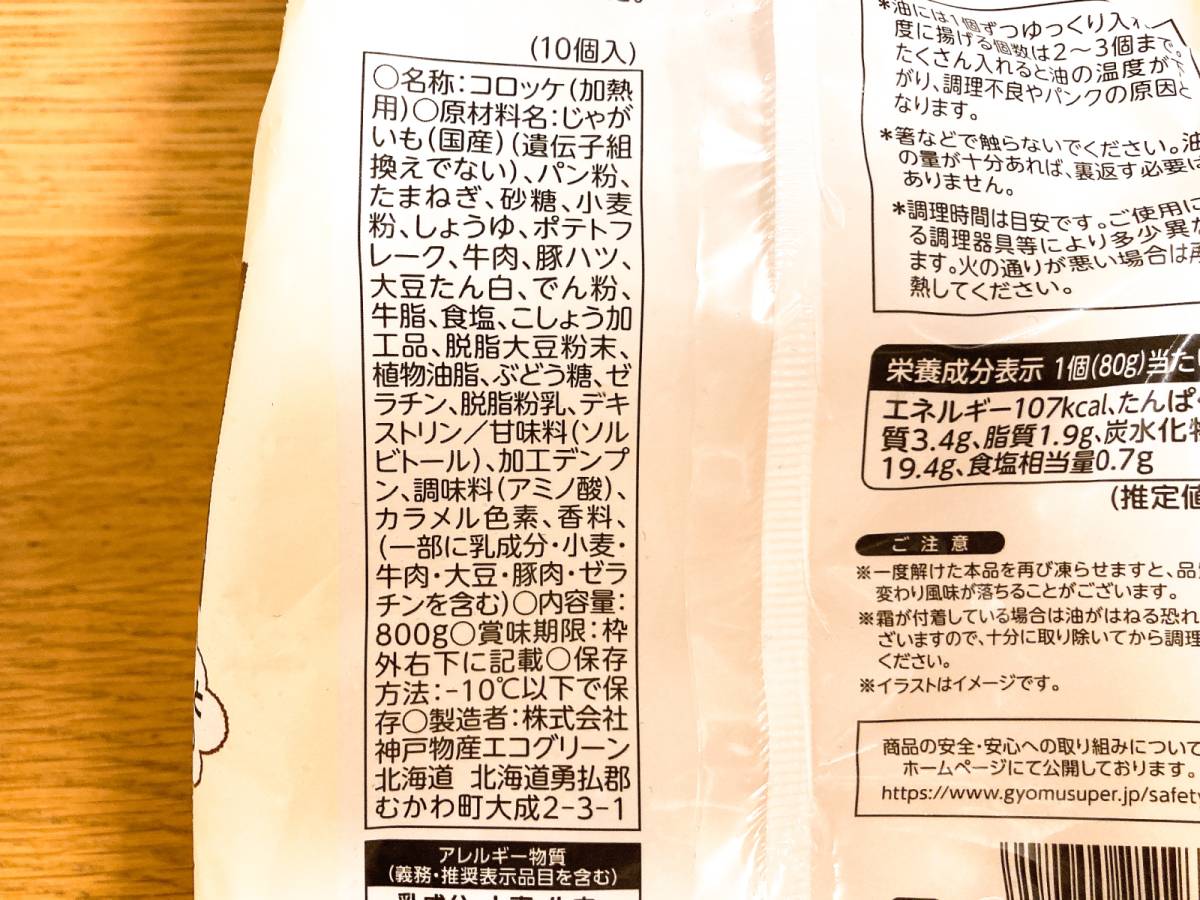 (10個入)
○名称:コロッケ(加熱
用)○原材料名:じゃが
いも(国産)(遺伝子組
換えでない)、パン粉、
たまねぎ、砂糖、小麦
粉、しょうゆ、ポテトフ
レーク、牛肉、豚ハツ、
大豆たん白、でん粉、
牛脂、食塩、こしょう加
工品、脱脂大豆粉末、
植物油脂、ぶどう糖、ゼ
ラチン、脱脂粉乳、デキ
ストリン/甘味料(ソル
ビトール)、加工デンプ
ン、調味料(アミノ酸)、
カラメル色素、香料、
(一部に乳成分・小麦・
牛肉・大豆・豚肉・ゼラ
チンを含む)○内容量:
800g○賞味期限:枠
外右下に記載○保存
方法:-10℃以下で保
存○製造者:株式会社
神戸物産エコグリーン
北海道 北海道勇払郡
むかわ町大成2-3-1
アレルギー物質
(義務・推奨表示品目を含む)
*油には1個ずつゆっくり入れ
度に揚げる個数は2〜3個まで。
たくさん入れると油の温度が下
がり、調理不良やパンクの原因と
なります。
*箸などで触らないでください。油
の量が十分あれば、裏返す必要は
ありません。
*調理時間は目安です。ご使用に
る調理器具等により多少異な
ます。火の通りが悪い場合は再
熱してください。
栄養成分表示 1個(80g)当た
エネルギー107kcal、たんぱ
質3.4g、脂質1.9g、炭水化物
19.4g、食塩相当量0.7g
(推定値
ご注意
※一度解けた本品を再び凍らせますと、品質
変わり風味が落ちることがございます。
※霜が付着している場合は油がはねる恐れ
ざいますので、十分に取り除いてから調理
ください。
※イラストはイメージです。
商品の安全・安心への取り組みについて
ホームページにて公開しております。
https://www.gyomusuper.jp/safety